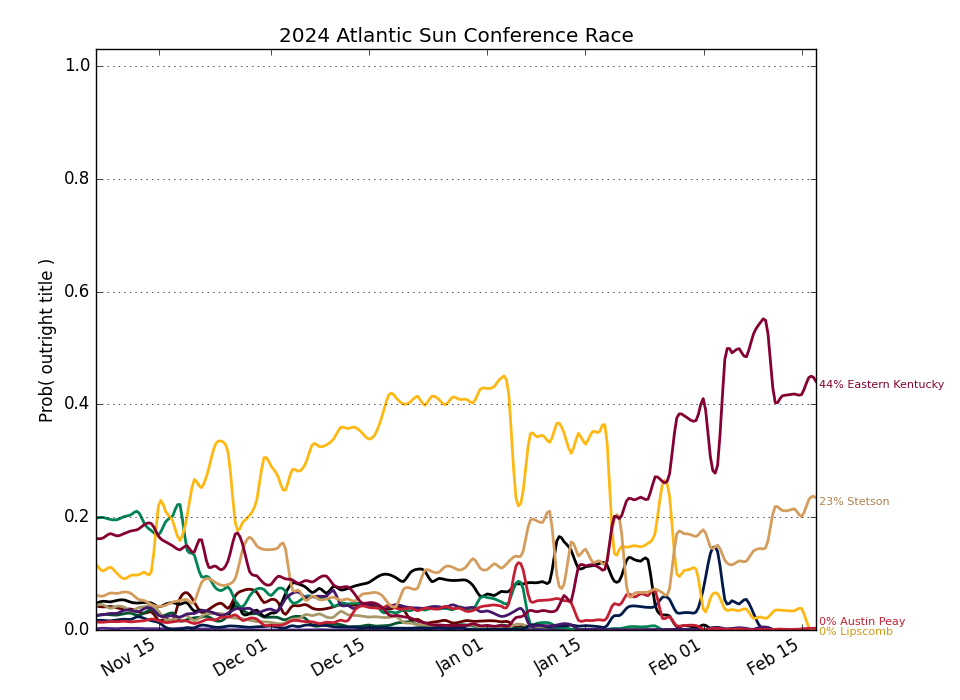 2024 Atlantic Sun Conference Race
Prob( outright title )
1.0
0.8
0.6
0.4
0.2
0.0
Nov 15
Dec 01
Dec 15
Jan 01
Jan 15
Feb 01
Feb 15
44% Eastern Kentucky
23% Stetson
0% Austin Peay
0% Lipscomb